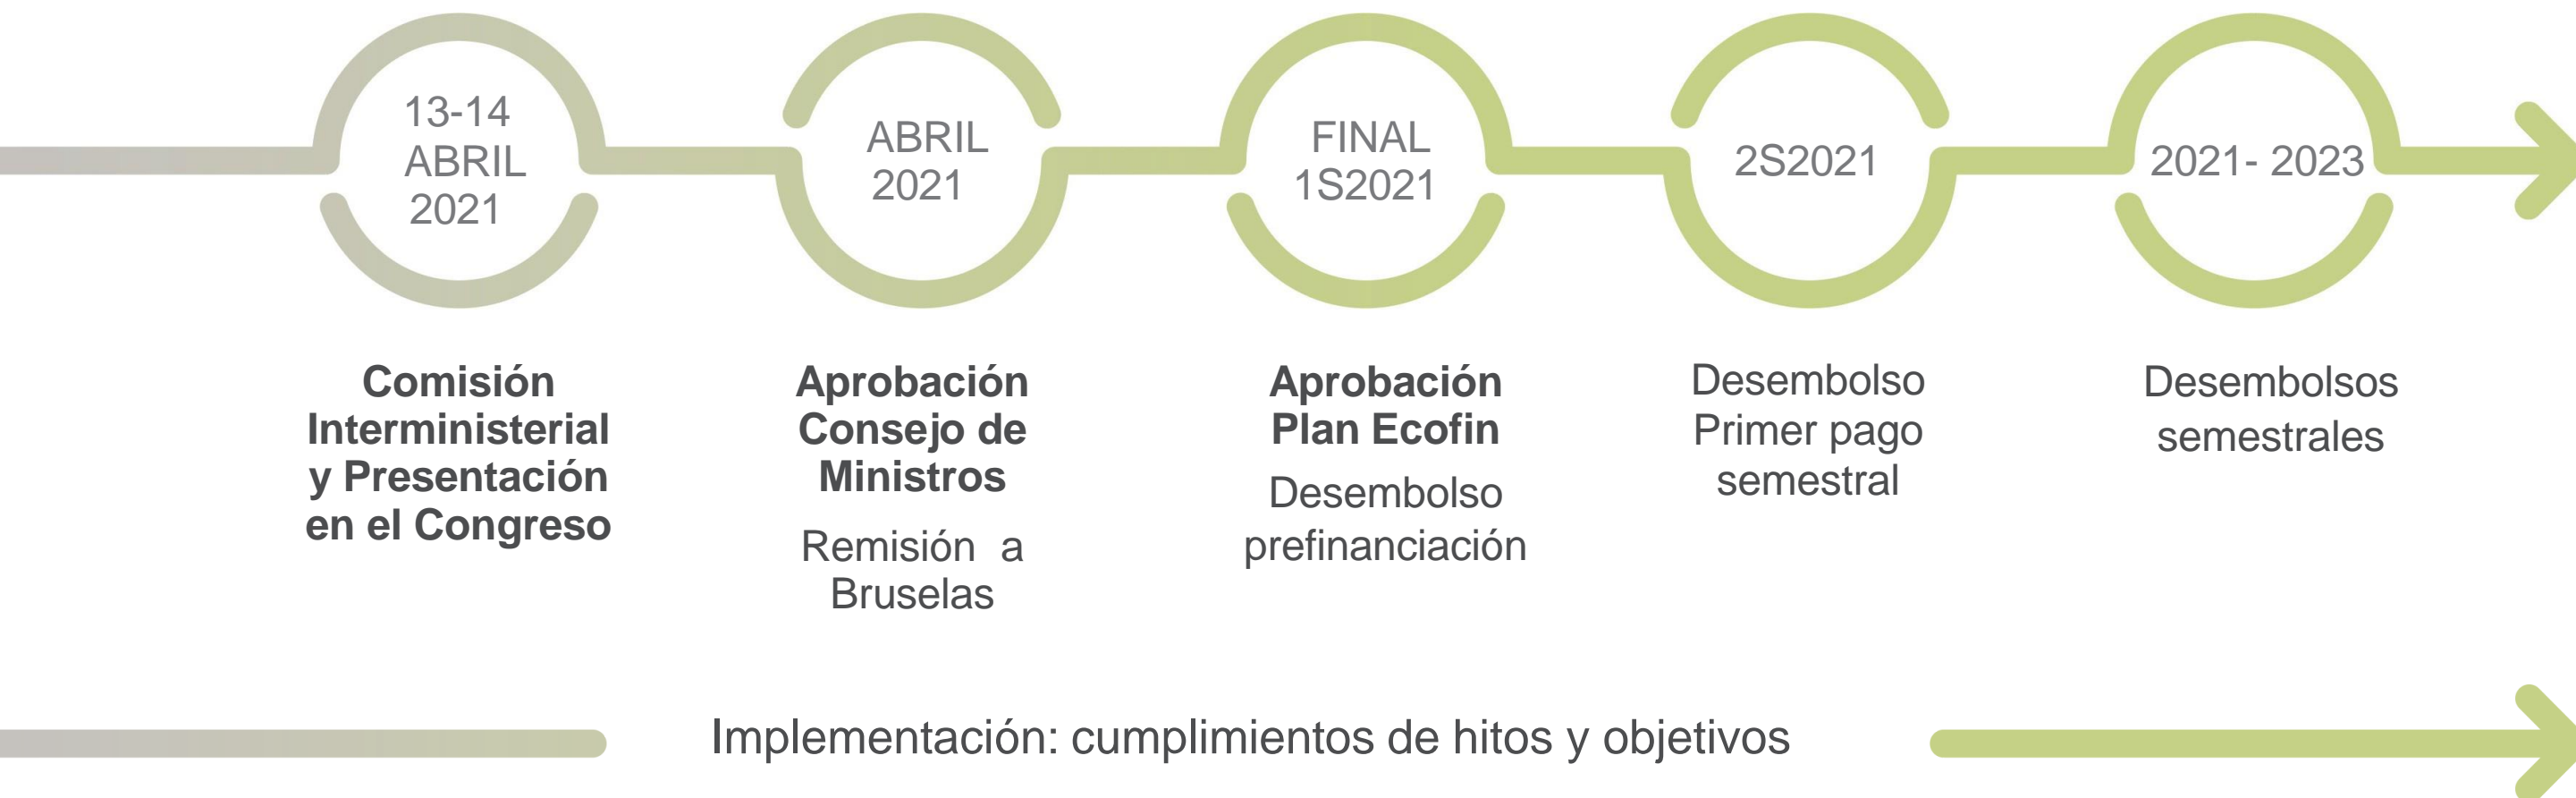 13-14
ABRIL
2021
ABRIL
2021
FINAL
1S2021
2S2021
2021- 2023
Comisión
Interministerial
y Presentación
en el Congreso
Aprobación
Consejo de
Ministros
Remisión a
Bruselas
Aprobación
Plan Ecofin
Desembolso
prefinanciación
Desembolso
Primer pago
semestral
Desembolsos
semestrales
Implementación: cumplimientos de hitos y objetivos